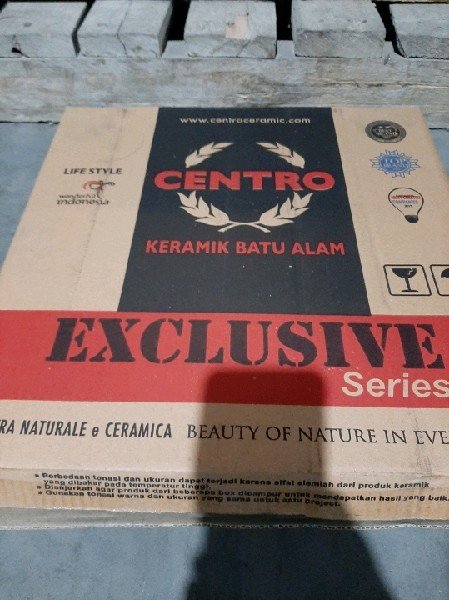 www.centroceramic.com
LIFE STYLE
wonderful
indonesia
CENTRO
TOP
BRAND
KERAMIK BATU ALAM
EXCLUSIVE
Series
RA NATURALE e CERAMICA BEAUTY OF NATURE IN EVE
• Perbedaan tonasi dan ukuran dapat terjadi karena sifat alamiah dari produk keramik
yang dibakar pada temperatur tinggi.
• Dianjurkan agar produk dari beberapa box dicampur untuk mendapatkan hasil yang baik.
• Gunakan tonasi warna dan ukuran yang sama untuk satu project.